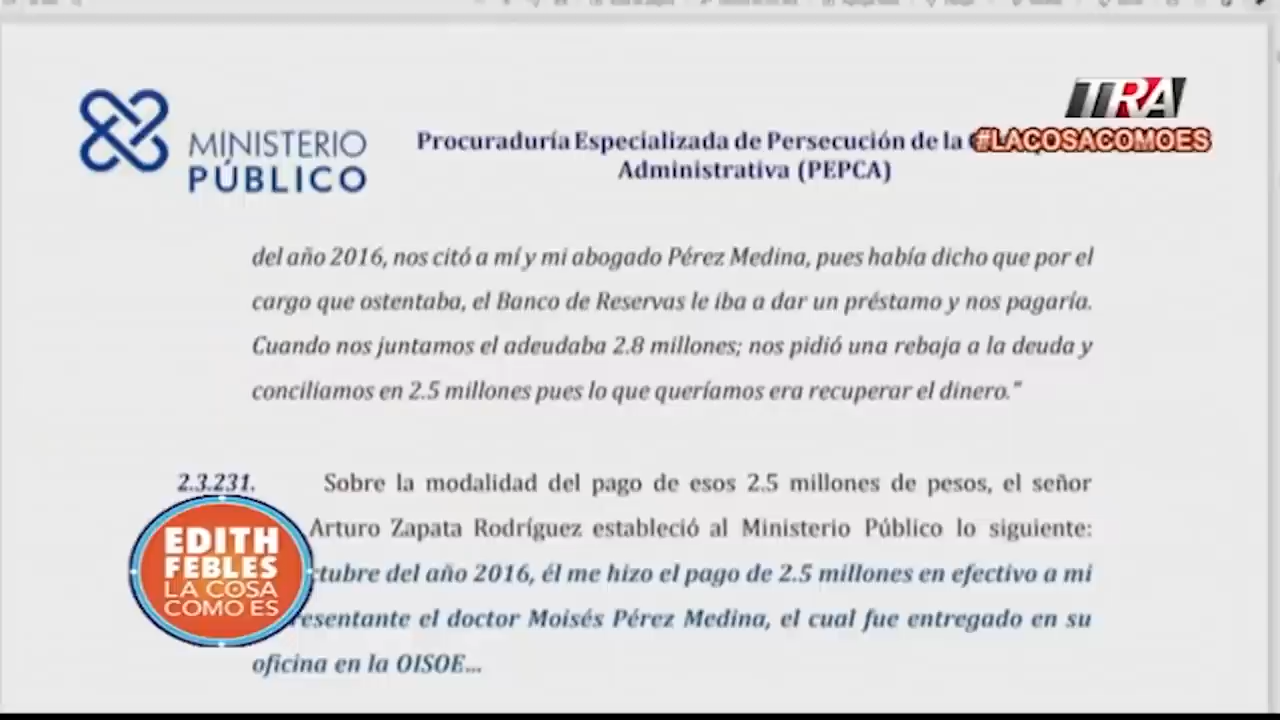 MINISTERIO
PÚBLICO
Procuraduría Especializada de Persecución de la
Administrativa (PEPCA)
TRA
#LACOSACOMOES
del año 2016, nos citó a mí y mi abogado Pérez Medina, pues había dicho que por el
cargo que ostentaba, el Banco de Reservas le iba a dar un préstamo y nos pagaría.
Cuando nos juntamos el adeudaba 2.8 millones; nos pidió una rebaja a la deuda y
conciliamos en 2.5 millones pues lo que queríamos era recuperar el dinero."
2.3.231. Sobre la modalidad del pago de esos 2.5 millones de pesos, el señor
Arturo Zapata Rodríguez estableció al Ministerio Público lo siguiente:
ctubre del año 2016, él me hizo el pago de 2.5 millones en efectivo a mi
resentante el doctor Moisés Pérez Medina, el cual fue entregado en su
oficina en la OISOE...
EDITH
FEBLES
LA COSA
COMO ES